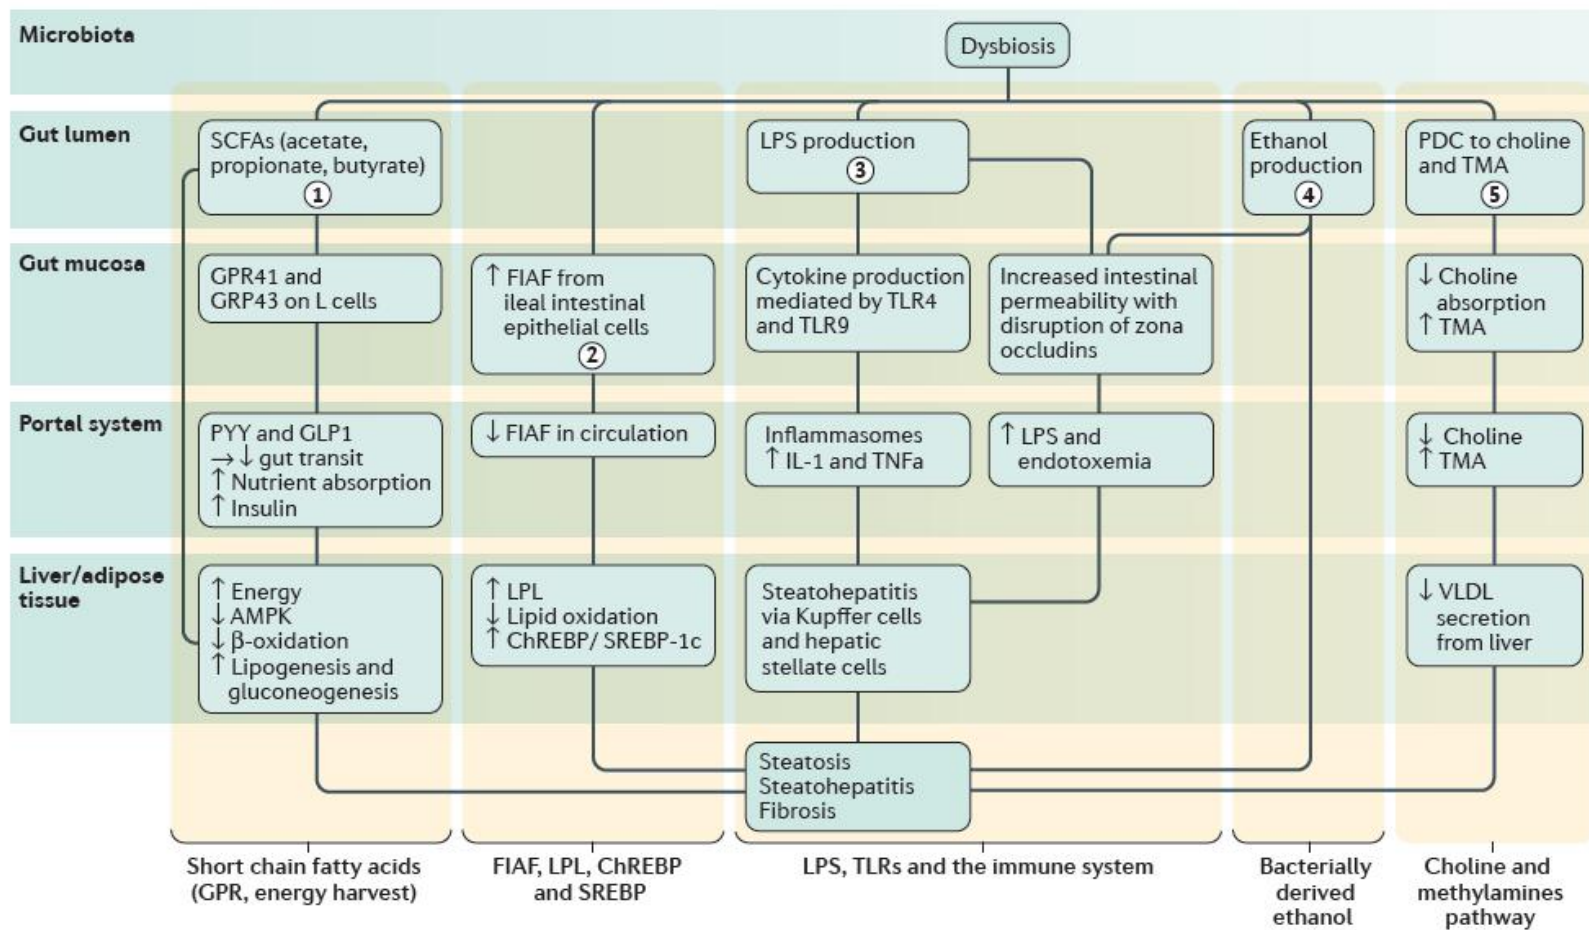 Microbiota
Dysbiosis
Gut lumen
SCFAs (acetate,
propionate, butyrate)
1
LPS production
3
Ethanol
production
4
PDC to choline
and TMA
5
Gut mucosa
GPR41 and
GRP43 on L cells
↑ FIAF from
ileal intestinal
epithelial cells
2
Cytokine production
mediated by TLR4
and TLR9
Increased intestinal
permeability with
disruption of zona
occludins
↓ Choline
absorption
↑ TMA
Portal system
PYY and GLP1
→ ↓ gut transit
↑ Nutrient absorption
↑ Insulin
↓ FIAF in circulation
Inflammasomes
↑ IL-1 and TNFa
↑ LPS and
endotoxemia
↓ Choline
↑ TMA
Liver/adipose
tissue
↑ Energy
↓ AMPK
↓ β-oxidation
↑ Lipogenesis and
gluconeogenesis
↑ LPL
↓ Lipid oxidation
↑ ChREBP/ SREBP-1c
Steatohepatitis
via Kupffer cells
and hepatic
stellate cells
↓ VLDL
secretion
from liver
Steatosis
Steatohepatitis
Fibrosis
Short chain fatty acids
(GPR, energy harvest)
FIAF, LPL, ChREBP
and SREBP
LPS, TLRs and the immune system
Bacterially
derived
ethanol
Choline and
methylamines
pathway